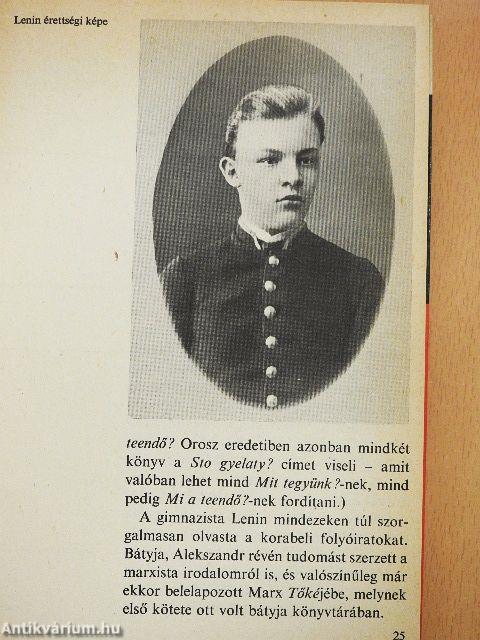 Lenin érettségi képe
teendő? Orosz eredetiben azonban mindkét
könyv a Sto gyelaty? címet viseli – amit
valóban lehet mind Mit tegyünk?-nek, mind
pedig Mi a teendő?-nek fordítani.)
A gimnazista Lenin mindezeken túl szor-
galmasan olvasta a korabeli folyóiratokat.
Bátyja, Alekszandr révén tudomást szerzett a
marxista irodalomról is, és valószínűleg már
ekkor belelapozott Marx Tőkéjébe, melynek
első kötete ott volt bátyja könyvtárában.
25
Antikvárium.hu